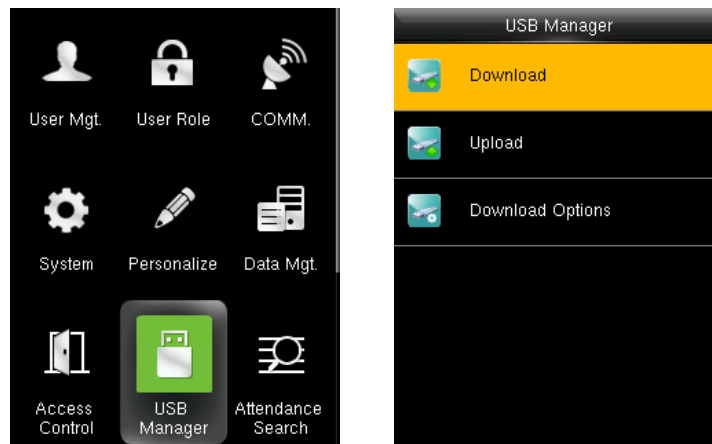 User Mgt.
User Role
COMM.
System
Personalize
Data Mgt.
Access
Control
USB
Manager
Attendance
Search
USB Manager
Download
Upload
Download Options